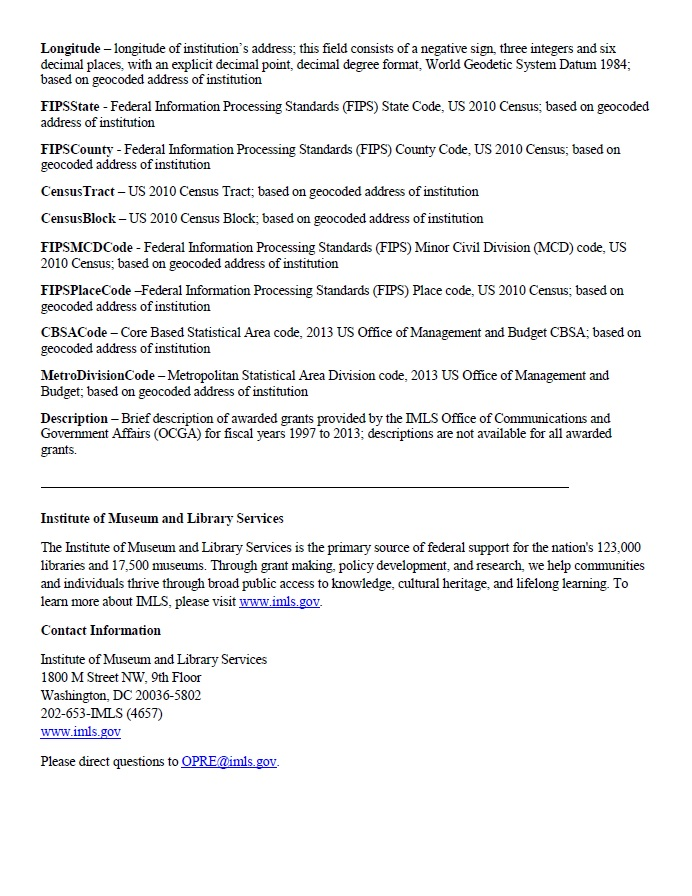 Longitude – longitude of institution's address; this field consists of a negative sign, three integers and six
decimal places, with an explicit decimal point, decimal degree format, World Geodetic System Datum 1984;
based on geocoded address of institution
FIPSState - Federal Information Processing Standards (FIPS) State Code, US 2010 Census; based on geocoded
address of institution
FIPSCounty - Federal Information Processing Standards (FIPS) County Code, US 2010 Census; based on
geocoded address of institution
CensusTract – US 2010 Census Tract; based on geocoded address of institution
CensusBlock – US 2010 Census Block; based on geocoded address of institution
FIPSMCDCode - Federal Information Processing Standards (FIPS) Minor Civil Division (MCD) code, US
2010 Census; based on geocoded address of institution
FIPSPlaceCode –Federal Information Processing Standards (FIPS) Place code, US 2010 Census; based on
geocoded address of institution
CBSACode – Core Based Statistical Area code, 2013 US Office of Management and Budget CBSA; based on
geocoded address of institution
MetroDivisionCode – Metropolitan Statistical Area Division code, 2013 US Office of Management and
Budget; based on geocoded address of institution
Description – Brief description of awarded grants provided by the IMLS Office of Communications and
Government Affairs (OCGA) for fiscal years 1997 to 2013; descriptions are not available for all awarded
grants.
Institute of Museum and Library Services
The Institute of Museum and Library Services is the primary source of federal support for the nation's 123,000
libraries and 17,500 museums. Through grant making, policy development, and research, we help communities
and individuals thrive through broad public access to knowledge, cultural heritage, and lifelong learning. To
learn more about IMLS, please visit www.imls.gov.
Contact Information
Institute of Museum and Library Services
1800 M Street NW, 9th Floor
Washington, DC 20036-5802
202-653-IMLS (4657)
www.imls.gov
Please direct questions to OPRE@imls.gov.